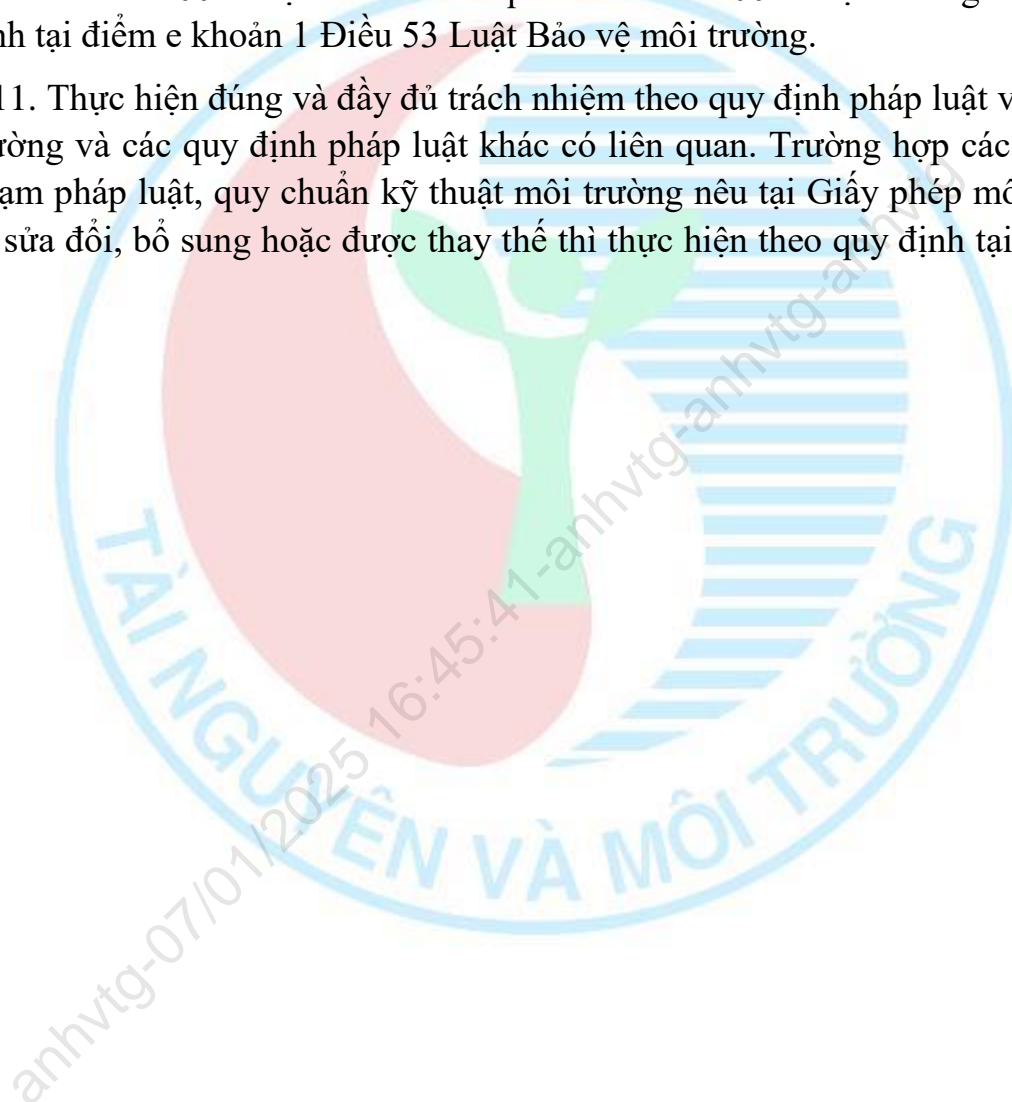 nh tại điểm e khoản 1 Điều 53 Luật Bảo vệ môi trường.
11. Thực hiện đúng và đầy đủ trách nhiệm theo quy định pháp luật v
ường và các quy định pháp luật khác có liên quan. Trường hợp các
ạm pháp luật, quy chuẩn kỹ thuật môi trường nêu tại Giấy phép mô
sửa đổi, bổ sung hoặc được thay thế thì thực hiện theo quy định tại
TÀI NGUYÊN VÀ MÔI TRƯỜNG
anhvtg-07/01/2025 16:45:41-anhvtg-anhvtg-anhvtg